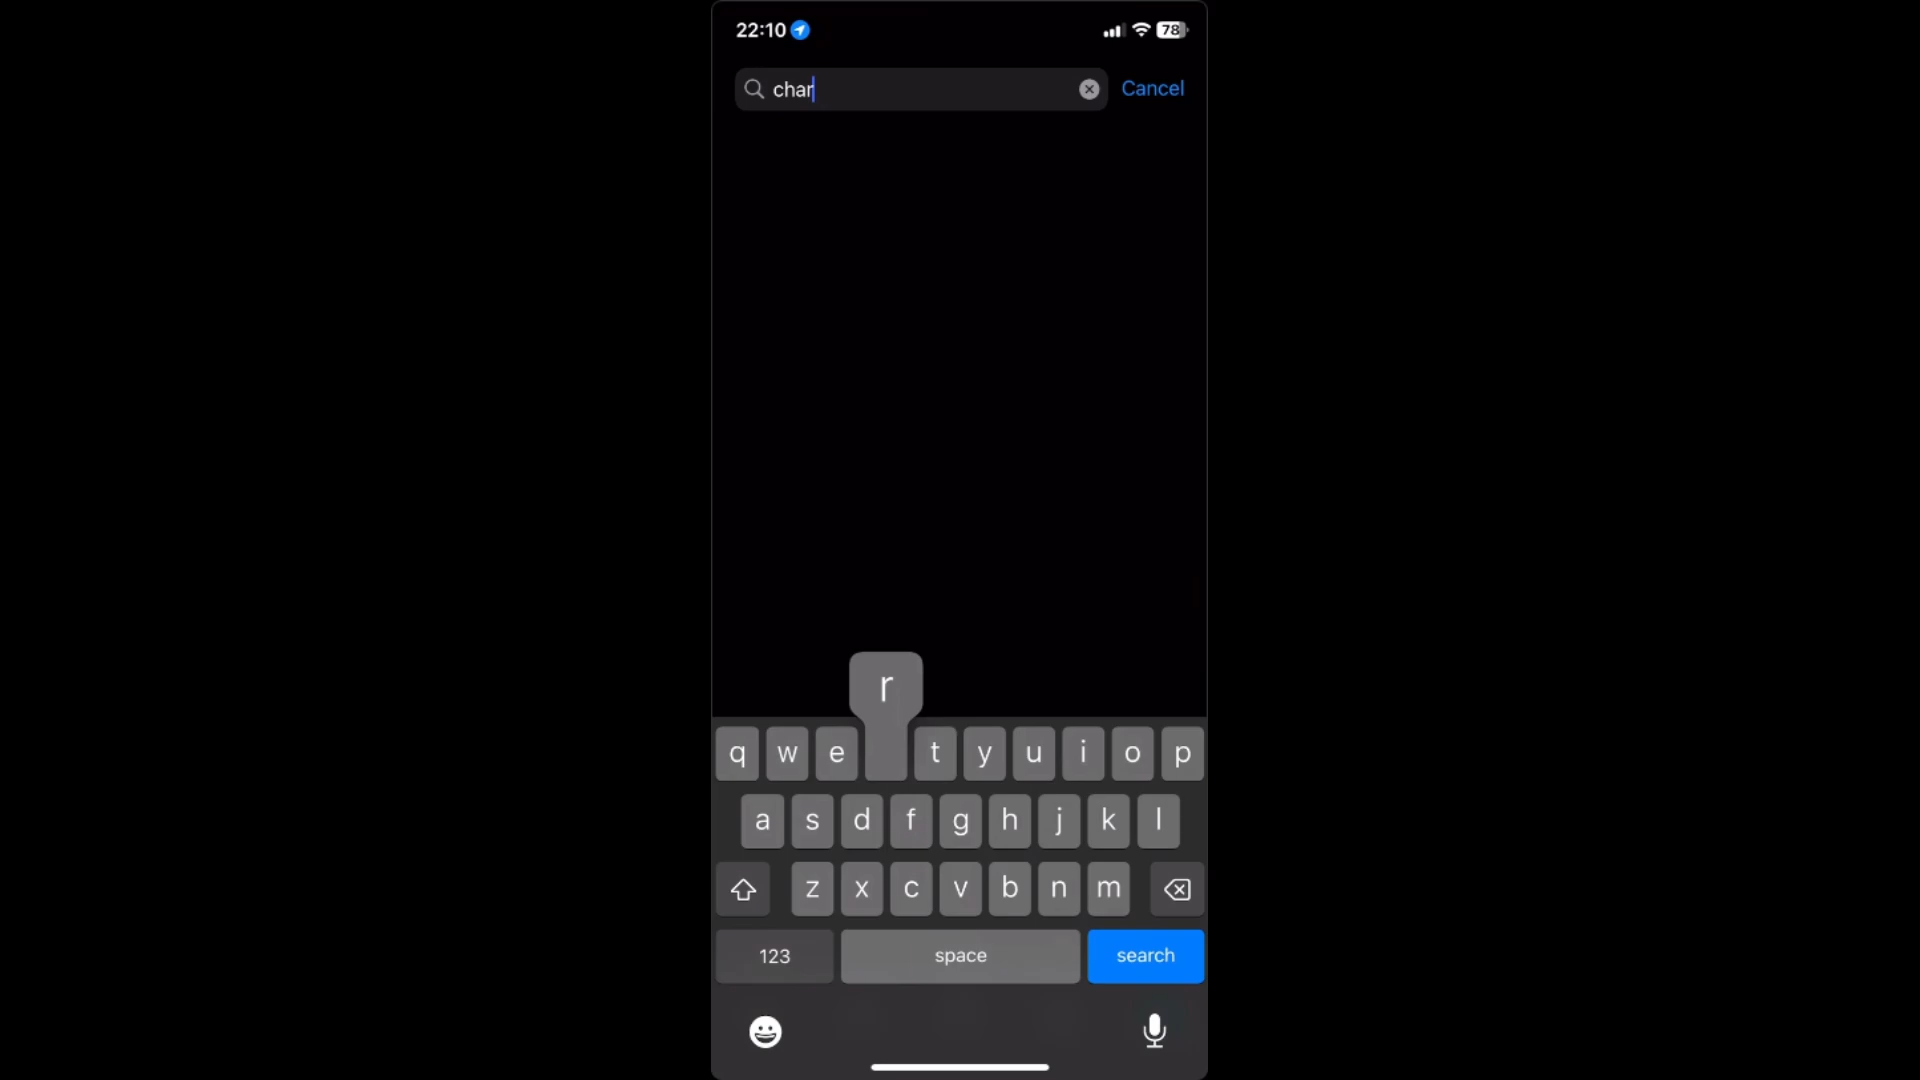 22:10 78
char Cancel
r
q w e t y u i o p
a s d f g h j k l
z x c v b n m
123 space search